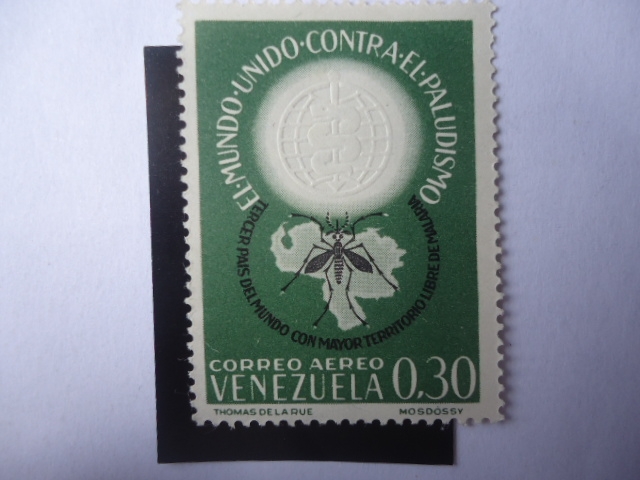 EL·MUNDO·UNIDO·CONTRA·EL·PALUDISMO
TERCER PAIS DEL MUNDO CON MAYOR TERRITORIO LIBRE DE MALARIA
CORREO AEREO
VENEZUELA 0,30
THOMAS DE LA RUE MOSDÓSSY